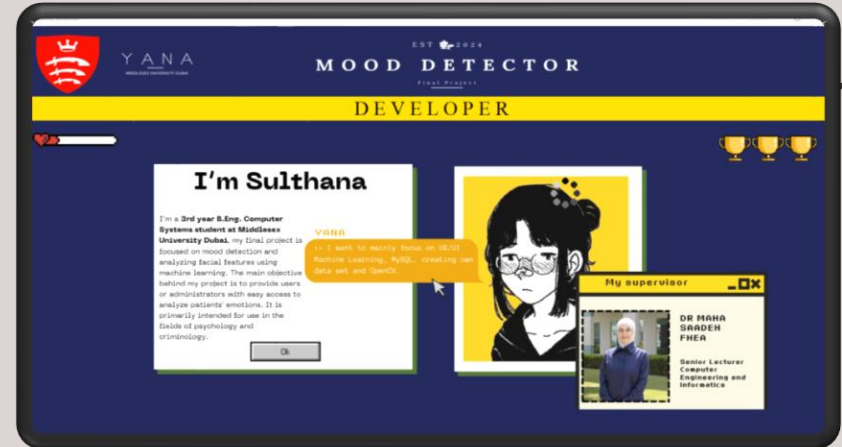 EST 2024
YANA
MIDDLESEX UNIVERSITY DUBAI
MOOD DETECTOR
Final Project
DEVELOPER
I'm Sulthana
I'm a 3rd year B.Eng. Computer
Systems student at Middlesex
University Dubai, my final project is
focused on mood detection and
analyzing facial features using
machine learning. The main objective
behind my project is to provide users
or administrators with easy access to
analyze patients' emotions. It is
primarily intended for use in the
fields of psychology and
criminology.
Ok
YANA
>> I want to mainly focus on UX/UI
Machine Learning, MySQL, creating own
data set and OpenCV.
My supervisor
DR MAHA
SAADEH
FHEA
Senior Lecturer
Computer
Engineering and
Informatics